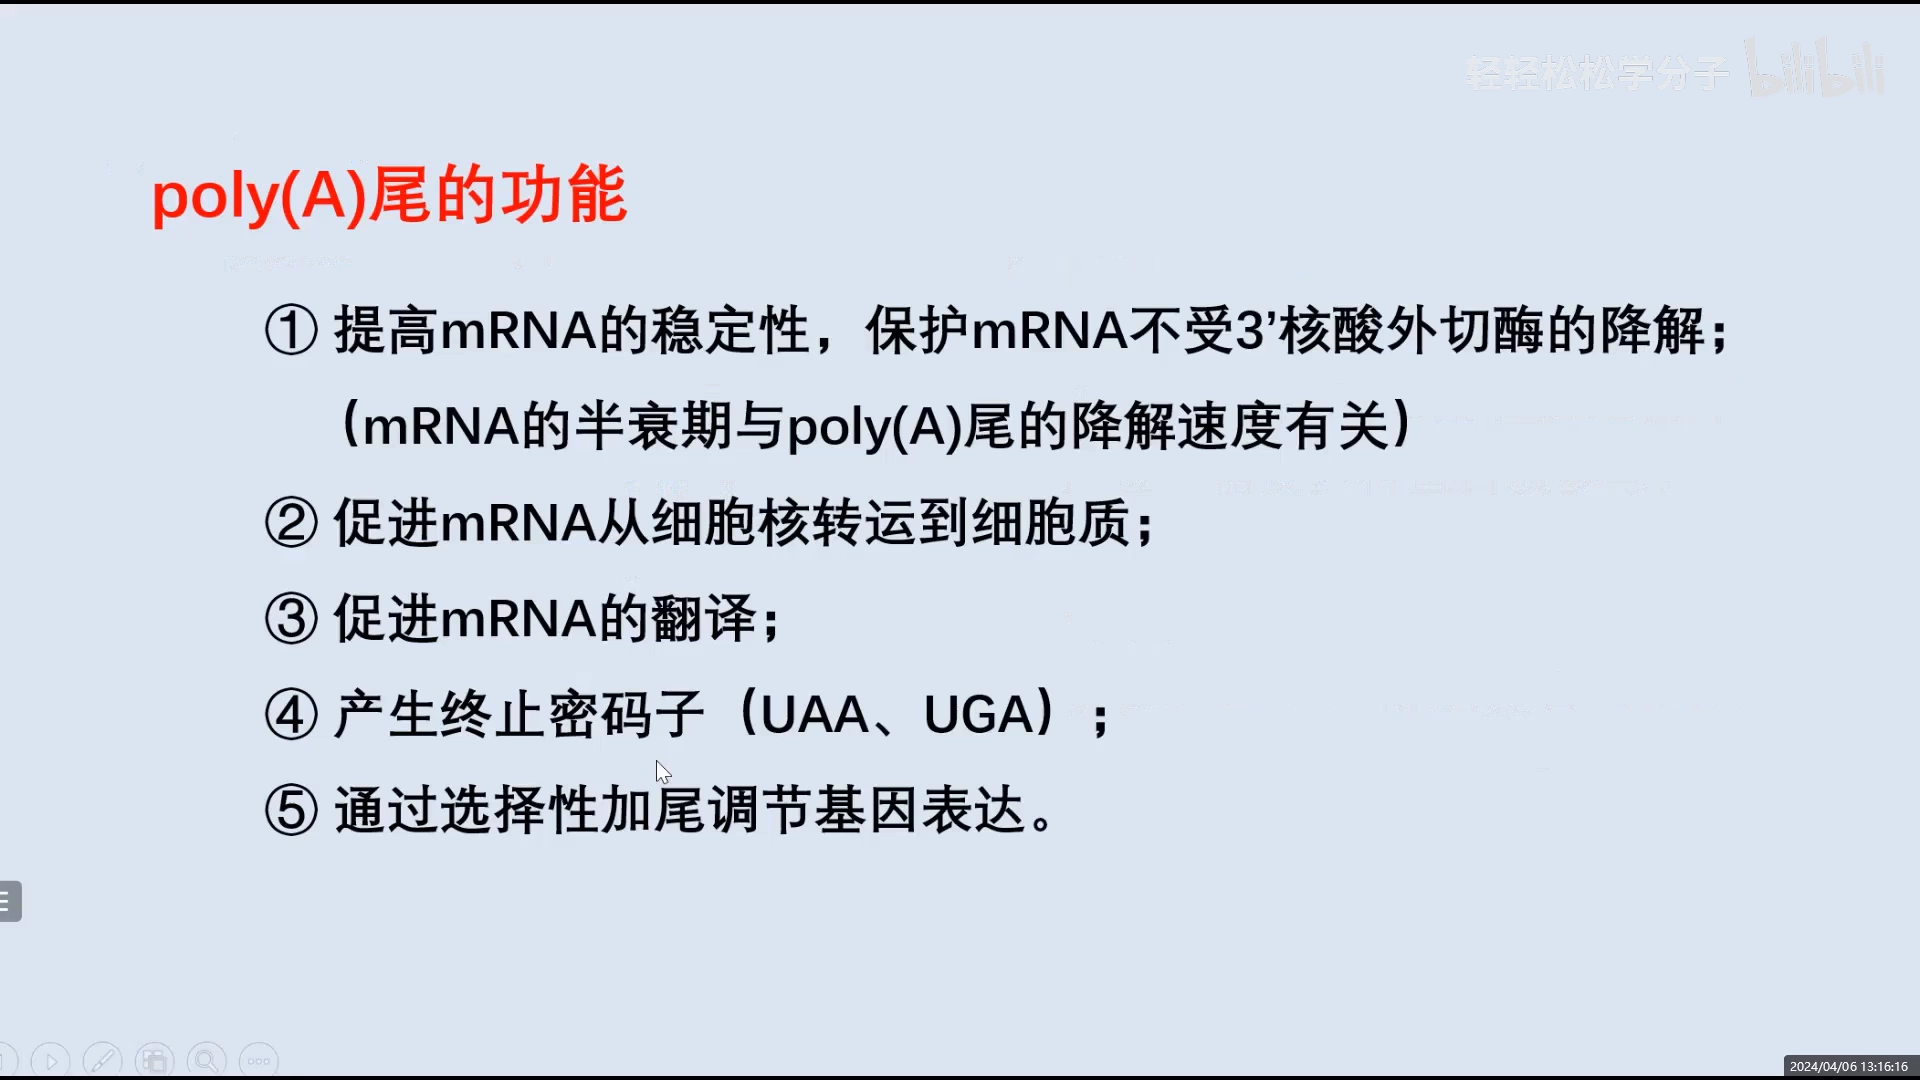 轻轻松松学分子 bilibili
poly(A)尾的功能
① 提高mRNA的稳定性，保护mRNA不受3’核酸外切酶的降解；
（mRNA的半衰期与poly(A)尾的降解速度有关）
② 促进mRNA从细胞核转运到细胞质；
③ 促进mRNA的翻译；
④ 产生终止密码子（UAA、UGA）；
⑤ 通过选择性加尾调节基因表达。
2024/04/06 13:16:16